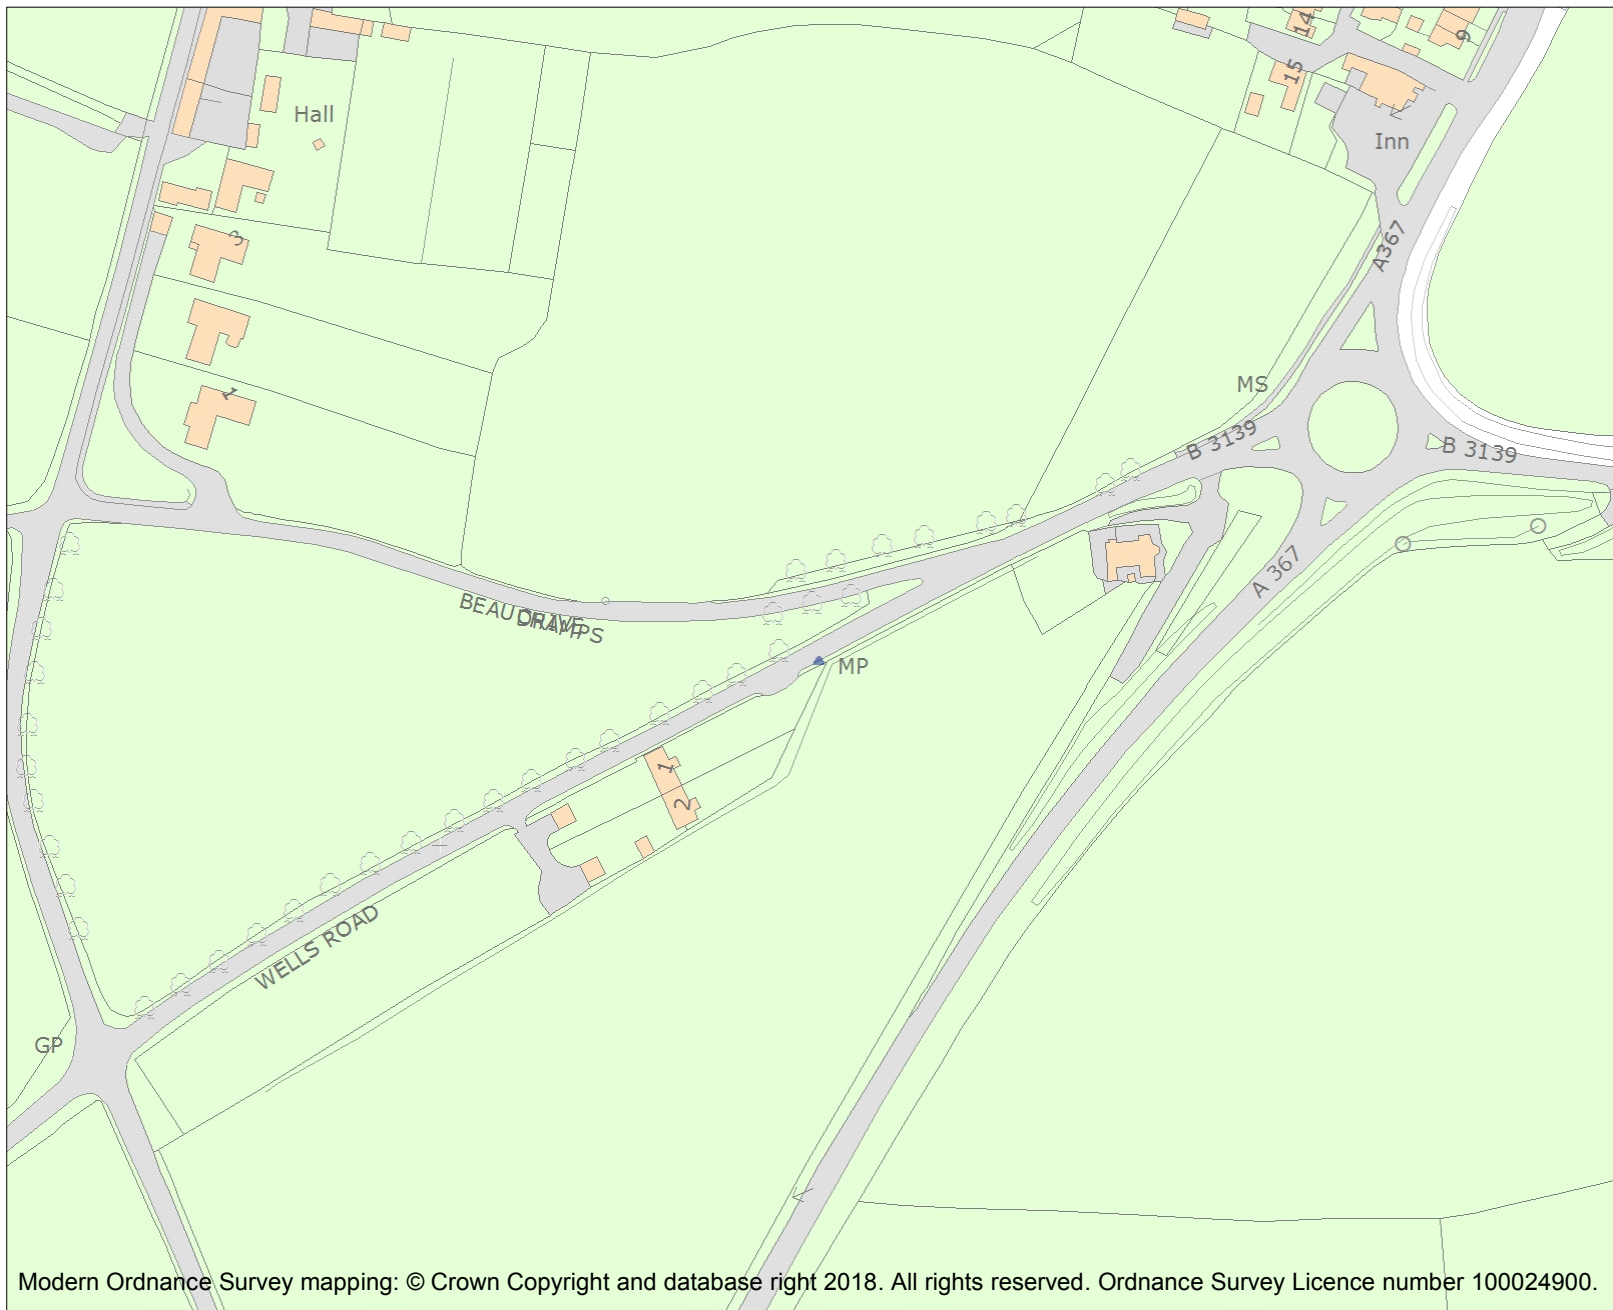 14
9
15
Hall
Inn
3
A367
MS
1
B 3139
B 3139
A 367
BEAUCHAMPS
DRIVE
MP
1
2
WELLS ROAD
GP
Modern Ordnance Survey mapping: © Crown Copyright and database right 2018. All rights reserved. Ordnance Survey Licence number 100024900.